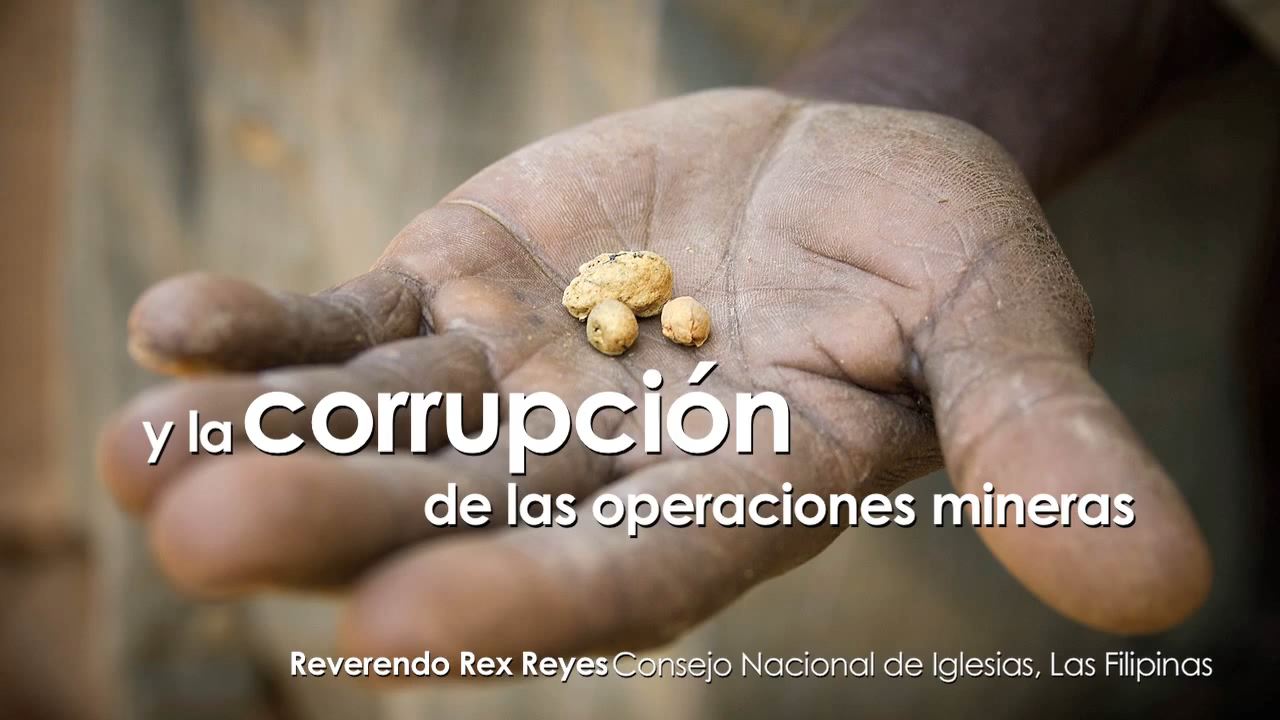 y la corrupción
de las operaciones mineras
Reverendo Rex Reyes Consejo Nacional de Iglesias, Las Filipinas